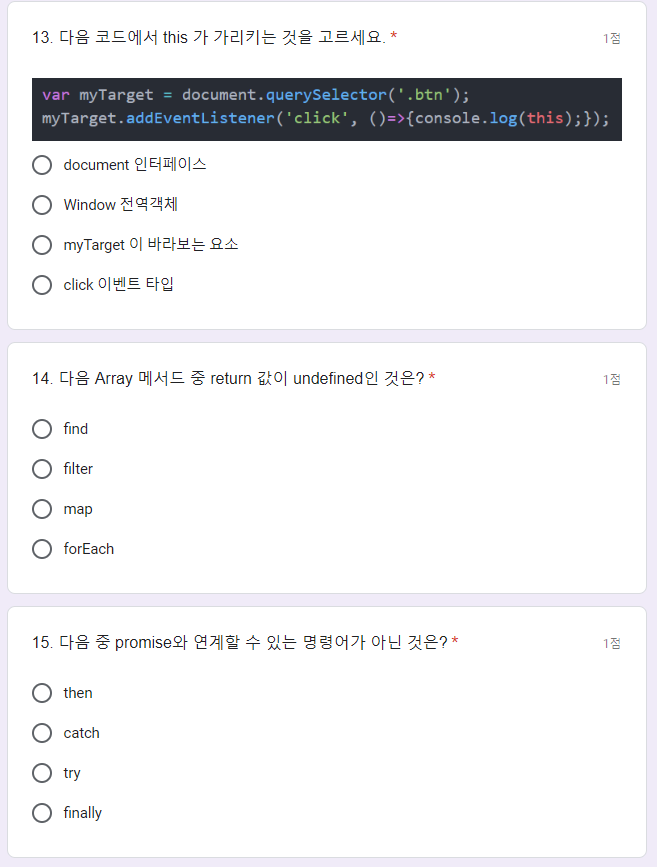 13. 다음 코드에서 this 가 가리키는 것을 고르세요. *
1점
var myTarget = document.querySelector('.btn');
myTarget.addEventListener('click', ()=>{console.log(this);});
document 인터페이스
Window 전역객체
myTarget 이 바라보는 요소
click 이벤트 타입
14. 다음 Array 메서드 중 return 값이 undefined인 것은? *
1점
find
filter
map
forEach
15. 다음 중 promise와 연계할 수 있는 명령어가 아닌 것은? *
1점
then
catch
try
finally